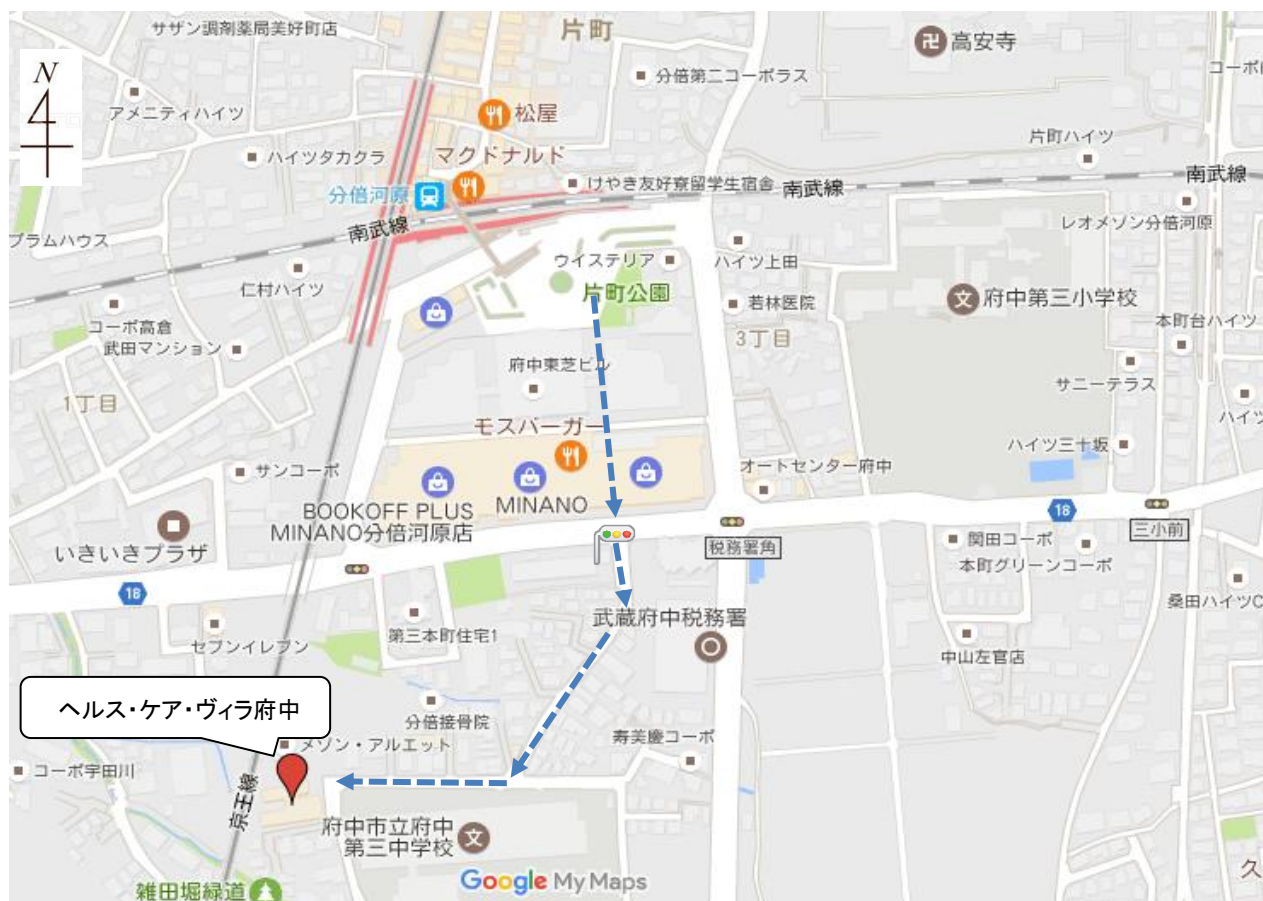 サザン調剤薬局美好町店
片町
高安寺
N
分倍第二コーポラス
コーポ
アメニティハイツ
松屋
片町ハイツ
ハイツタカクラ
マクドナルド
けやき友好寮留学生宿舎
南武線
南武線
分倍河原
南武線
レオメゾン分倍河原
プラムハウス
ウイステリア
ハイツ上田
仁村ハイツ
片町公園
若林医院
府中第三小学校
コーポ高倉
本町台ハイツ
武田マンション
3丁目
府中東芝ビル
サニーテラス
1丁目
ハイツ
モスバーガー
ハイツ三十坂
サンコーポ
オートセンター府中
BOOKOFF PLUS
MINANO分倍河原店
MINANO
18
三小前
いきいきプラザ
税務署角
関田コーポ
本町グリーンコーポ
18
桑田ハイツC
第三本町住宅1
武蔵府中税務署
セブンイレブン
中山左官店
ヘルス・ケア・ヴィラ府中
分倍接骨院
メゾン・アルエット
寿美慶コーポ
コーポ宇田川
京王線
府中市立府中
第三中学校
文
文
久
Google My Maps
雑田堀緑道